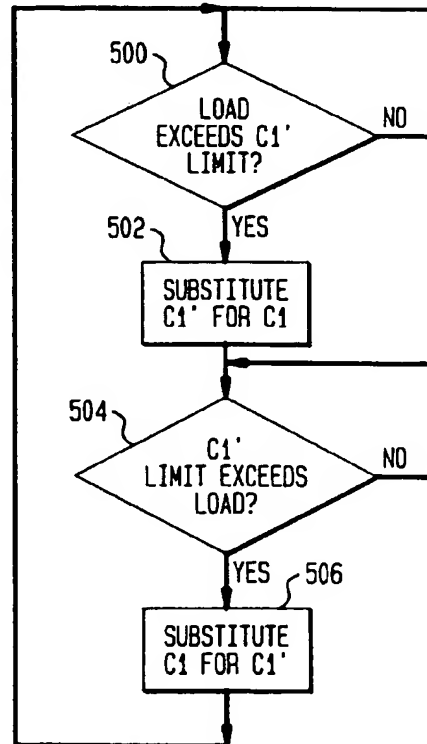 500
LOAD
EXCEEDS C1'
LIMIT?
NO
YES
502
SUBSTITUTE
C1' FOR C1
504
C1'
LIMIT EXCEEDS
LOAD?
NO
YES
506
SUBSTITUTE
C1 FOR C1'